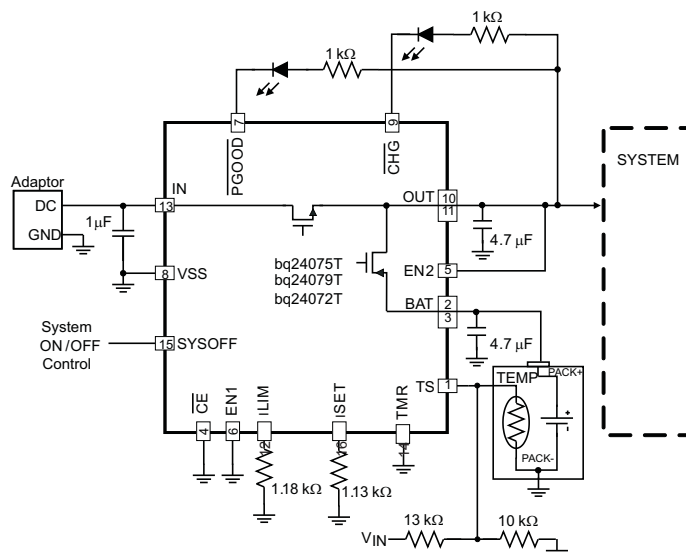 1 kΩ
1 kΩ
7
9
PGOOD
CHG
SYSTEM
Adaptor
DC
GND
1μF
IN
13
OUT
10
11
4.7 μF
8
VSS
bq24075T
bq24079T
bq24072T
EN2
5
BAT
2
3
4.7 μF
System
ON/OFF
Control
15
SYSOFF
TS
1
TEMP
PACK+
+
-
PACK-
CE
EN1
ILIM
ISET
TMR
4
6
12
16
14
1.18 kΩ
1.13 kΩ
VIN
13 kΩ
10 kΩ